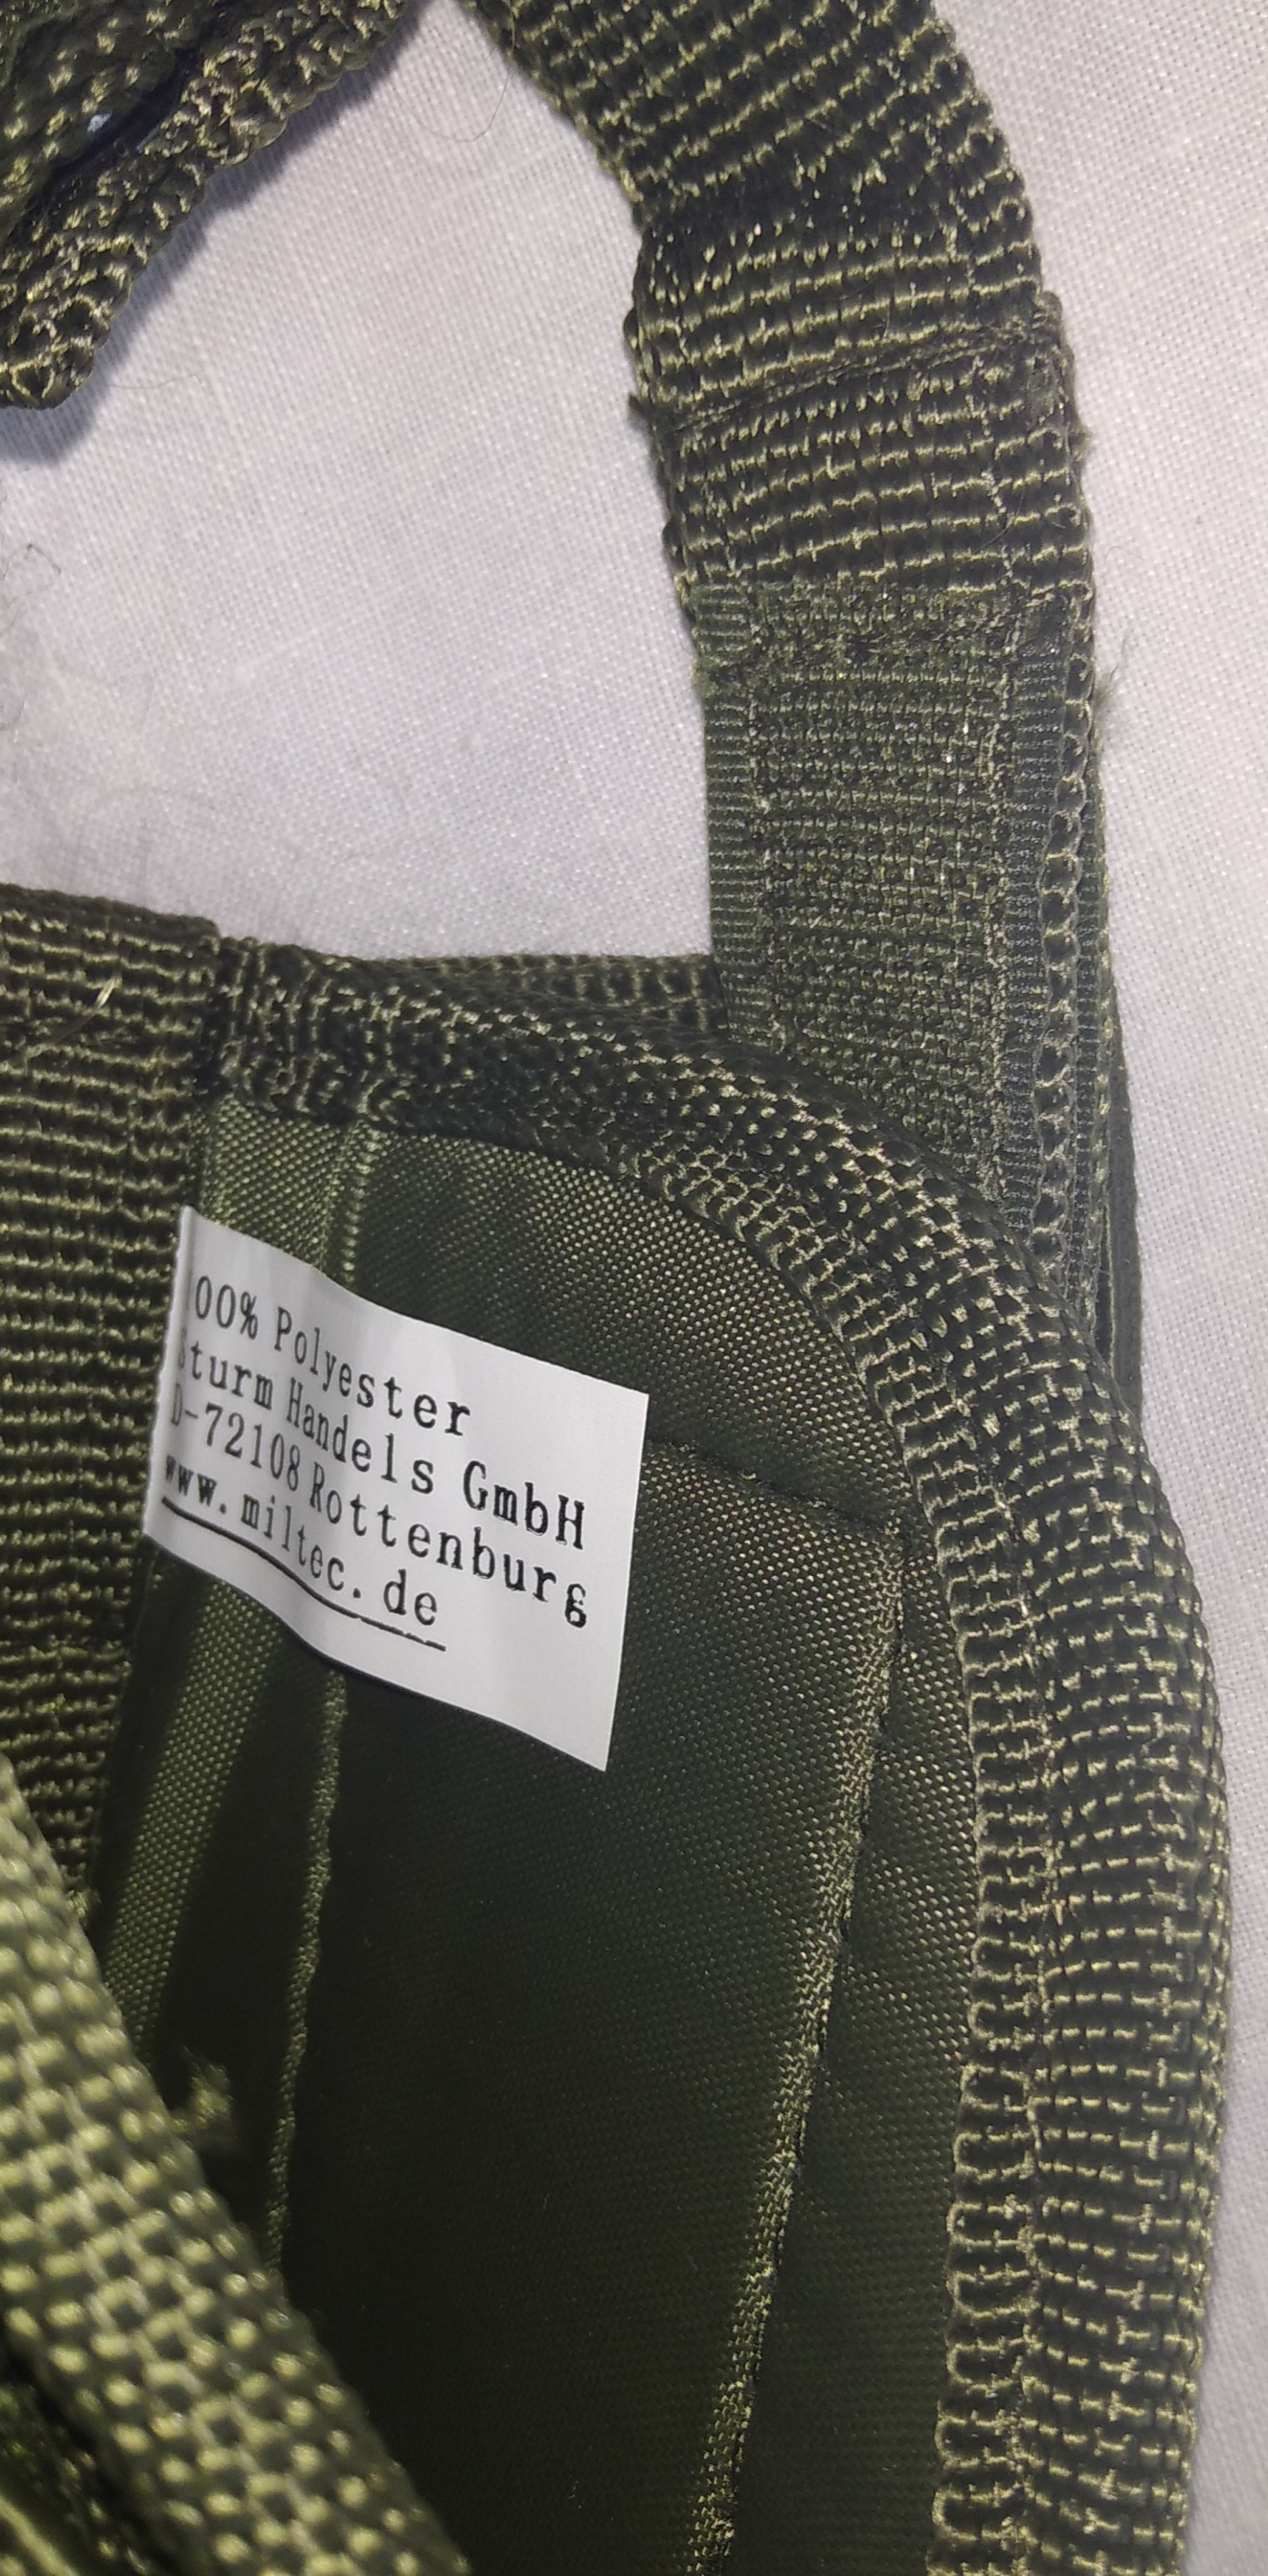 00% Polyester
Sturm Handels GmbH
D-72108 Rottenburg
www.miltec.de